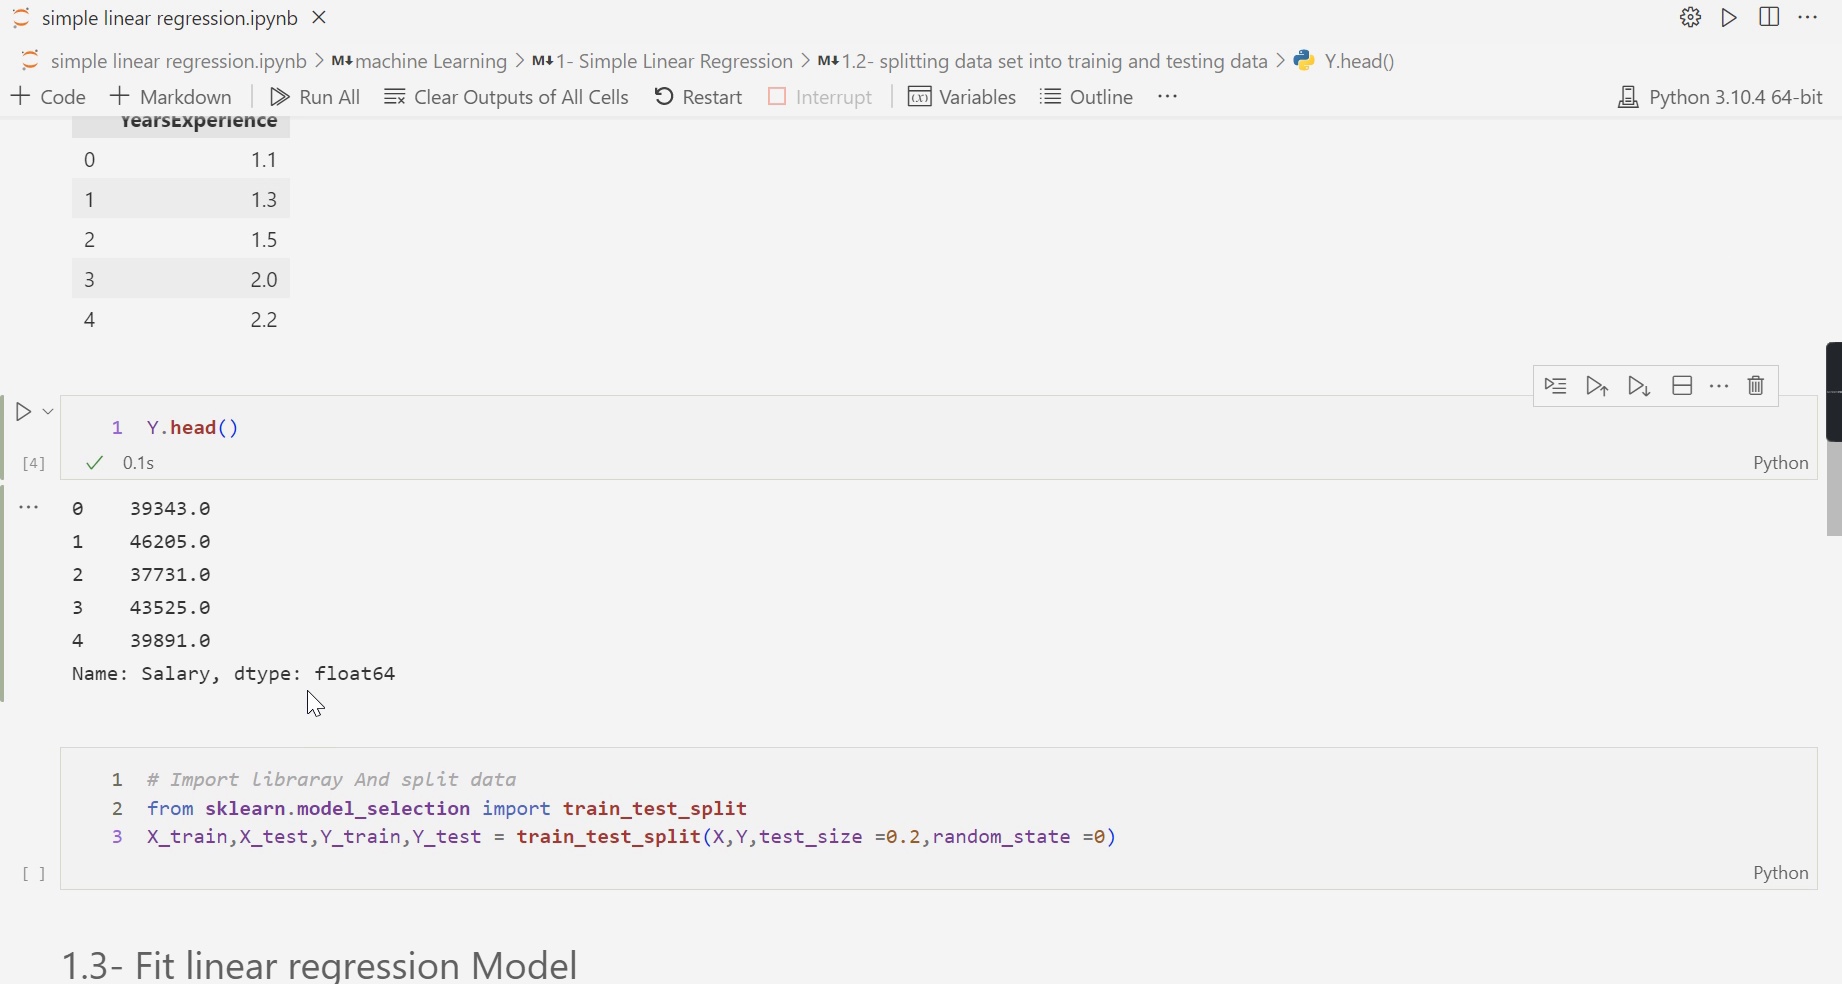 simple linear regression.ipynb
simple linear regression.ipynb > M↓machine Learning > M↓1- Simple Linear Regression > M↓1.2- splitting data set into trainig and testing data > Y.head()
+ Code + Markdown | Run All Clear Outputs of All Cells Restart Interrupt | Variables Outline ··· Python 3.10.4 64-bit
YearsExperience
0 1.1
1 1.3
2 1.5
3 2.0
4 2.2
1 Y.head()
[4] 0.1s Python
0 39343.0
1 46205.0
2 37731.0
3 43525.0
4 39891.0
Name: Salary, dtype: float64
1 # Import libraray And split data
2 from sklearn.model_selection import train_test_split
3 X_train,X_test,Y_train,Y_test = train_test_split(X,Y,test_size =0.2,random_state =0)
[ ] Python
1.3- Fit linear regression Model